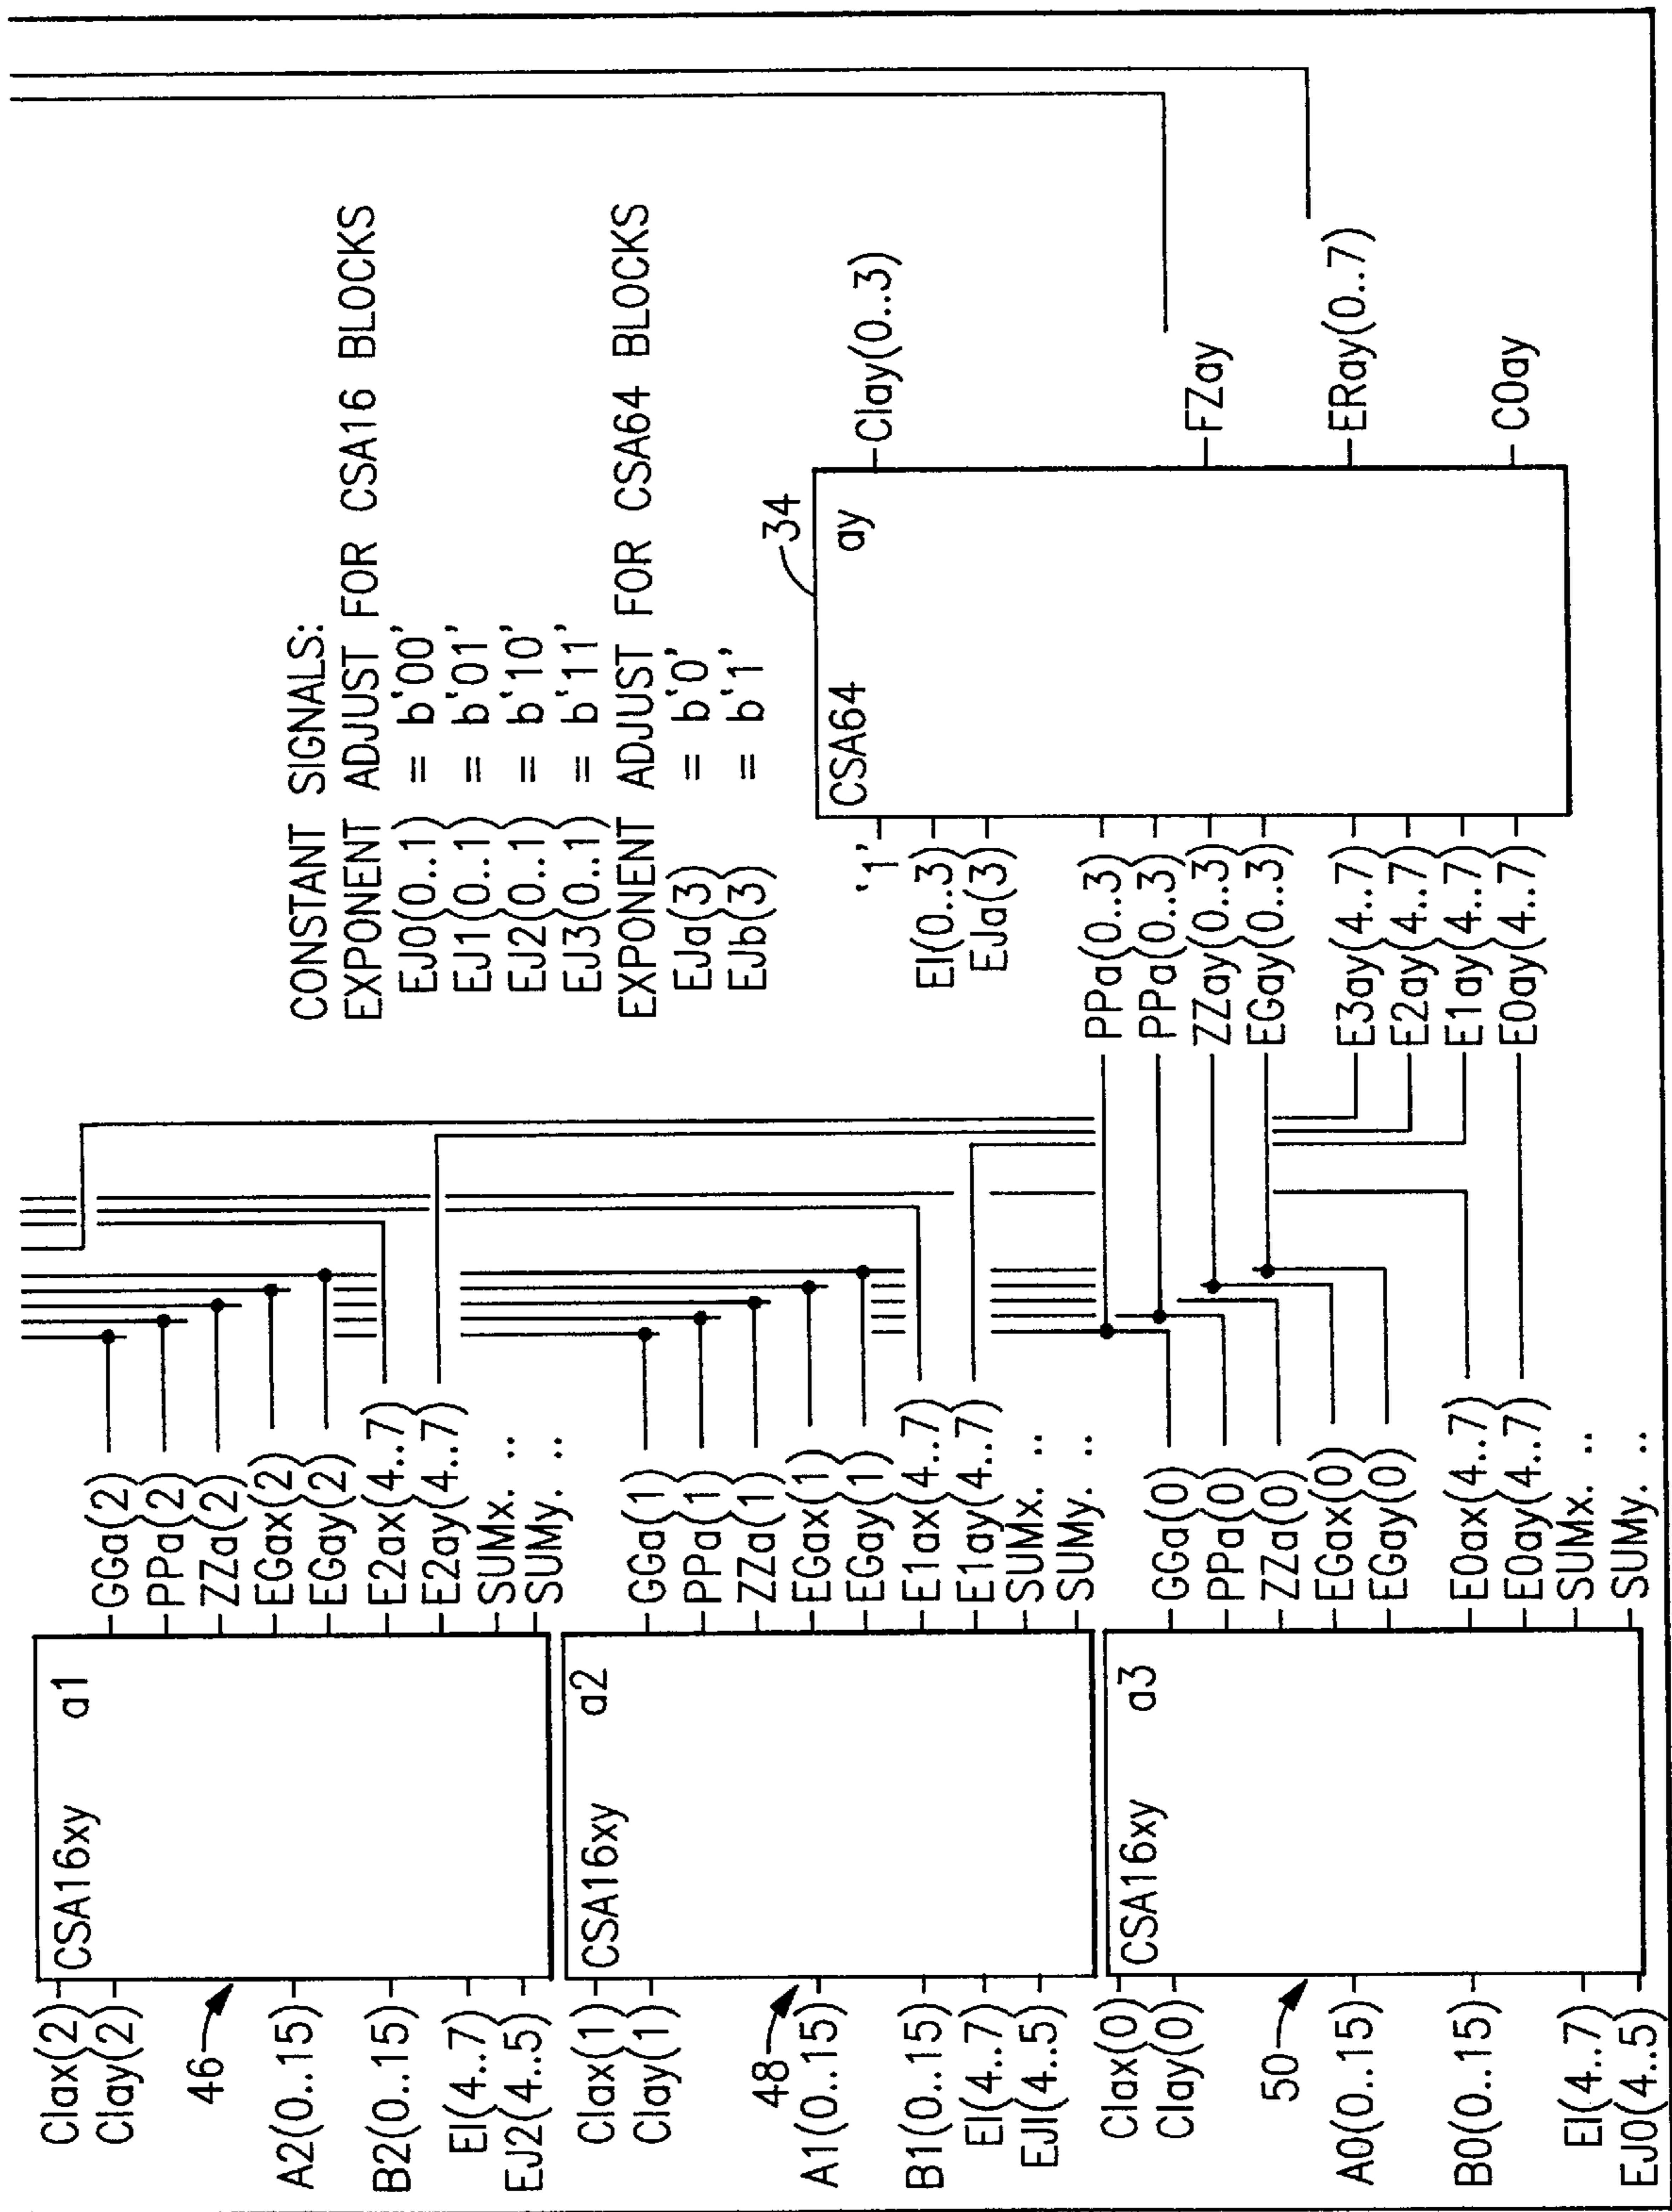 CIax(2)
CIay(2)
46
A2(0..15)
B2(0..15)
EI(4..7)
EJ2(4..5)
CSA16xy a1
GGa(2)
PPa(2)
ZZa(2)
EGax(2)
EGay(2)
E2ax(4..7)
E2ay(4..7)
SUMx. ..
SUMy. ..
CIax(1)
CIay(1)
48
A1(0..15)
B1(0..15)
EI(4..7)
EJI(4..5)
CSA16xy a2
GGa(1)
PPa(1)
ZZa(1)
EGax(1)
EGay(1)
E1ax(4..7)
E1ay(4..7)
SUMx. ..
SUMy. ..
CIax(0)
CIay(0)
50
A0(0..15)
B0(0..15)
EI(4..7)
EJ0(4..5)
CSA16xy a3
GGa(0)
PPa(0)
ZZa(0)
EGax(0)
EGay(0)
E0ax(4..7)
E0ay(4..7)
SUMx. ..
SUMy. ..
CONSTANT SIGNALS:
EXPONENT ADJUST FOR CSA16 BLOCKS
EJ0(0..1) = b‘00’
EJ1(0..1) = b‘01’
EJ2(0..1) = b‘10’
EJ3(0..1) = b‘11’
EXPONENT ADJUST FOR CSA64 BLOCKS
EJa(3) = b‘0’
EJb(3) = b‘1’
34
CSA64 ay
‘1’
EI(0..3)
EJa(3)
PPa(0..3)
PPa(0..3)
ZZay(0..3)
EGay(0..3)
E3ay(4..7)
E2ay(4..7)
E1ay(4..7)
E0ay(4..7)
CIay(0..3)
FZay
ERay(0..7)
C0ay